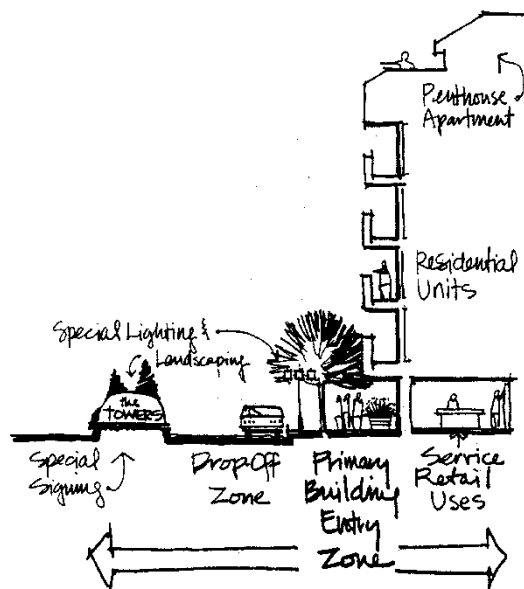 Penthouse
Apartment
Residential
Units
Special Lighting &
Landscaping
the
TOWERS
Special
Signing
Drop-Off
Zone
Primary
Building
Entry
Zone
Service
Retail
Uses